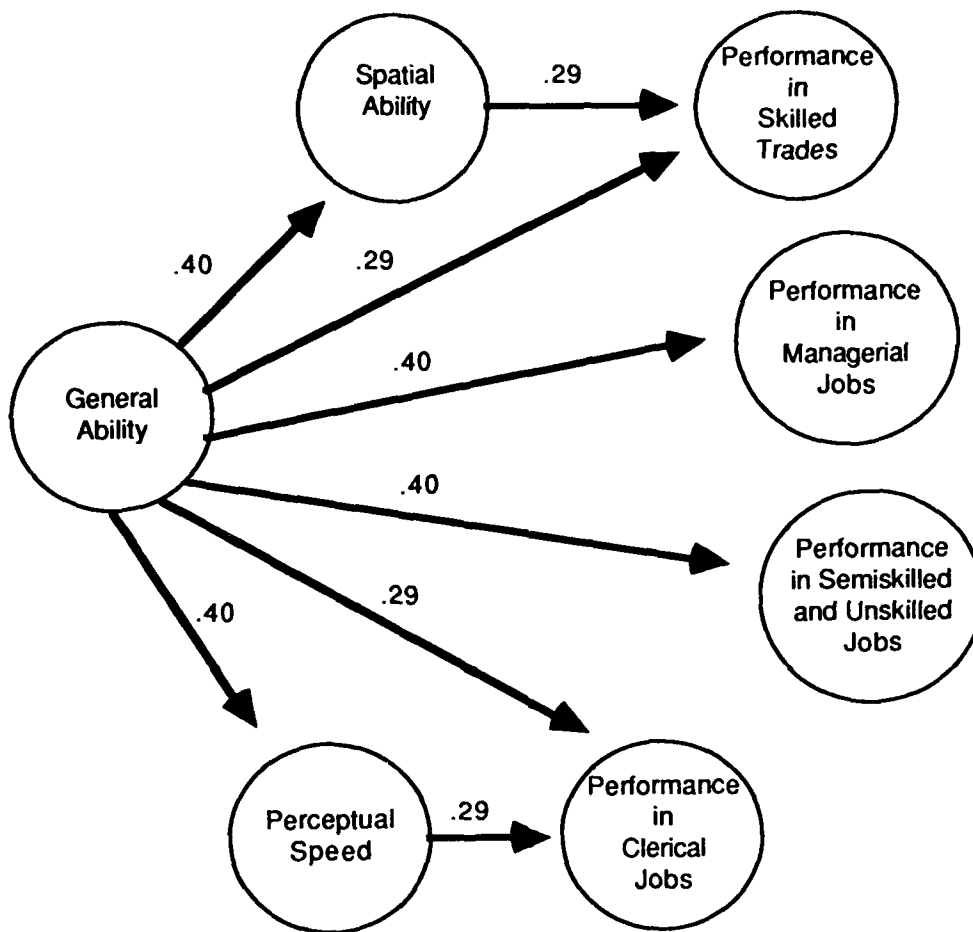 Spatial
Ability
.29
Performance
in
Skilled
Trades
.40
.29
Performance
in
Managerial
Jobs
.40
General
Ability
.40
Performance
in Semiskilled
and Unskilled
Jobs
.40
.29
Perceptual
Speed
.29
Performance
in
Clerical
Jobs